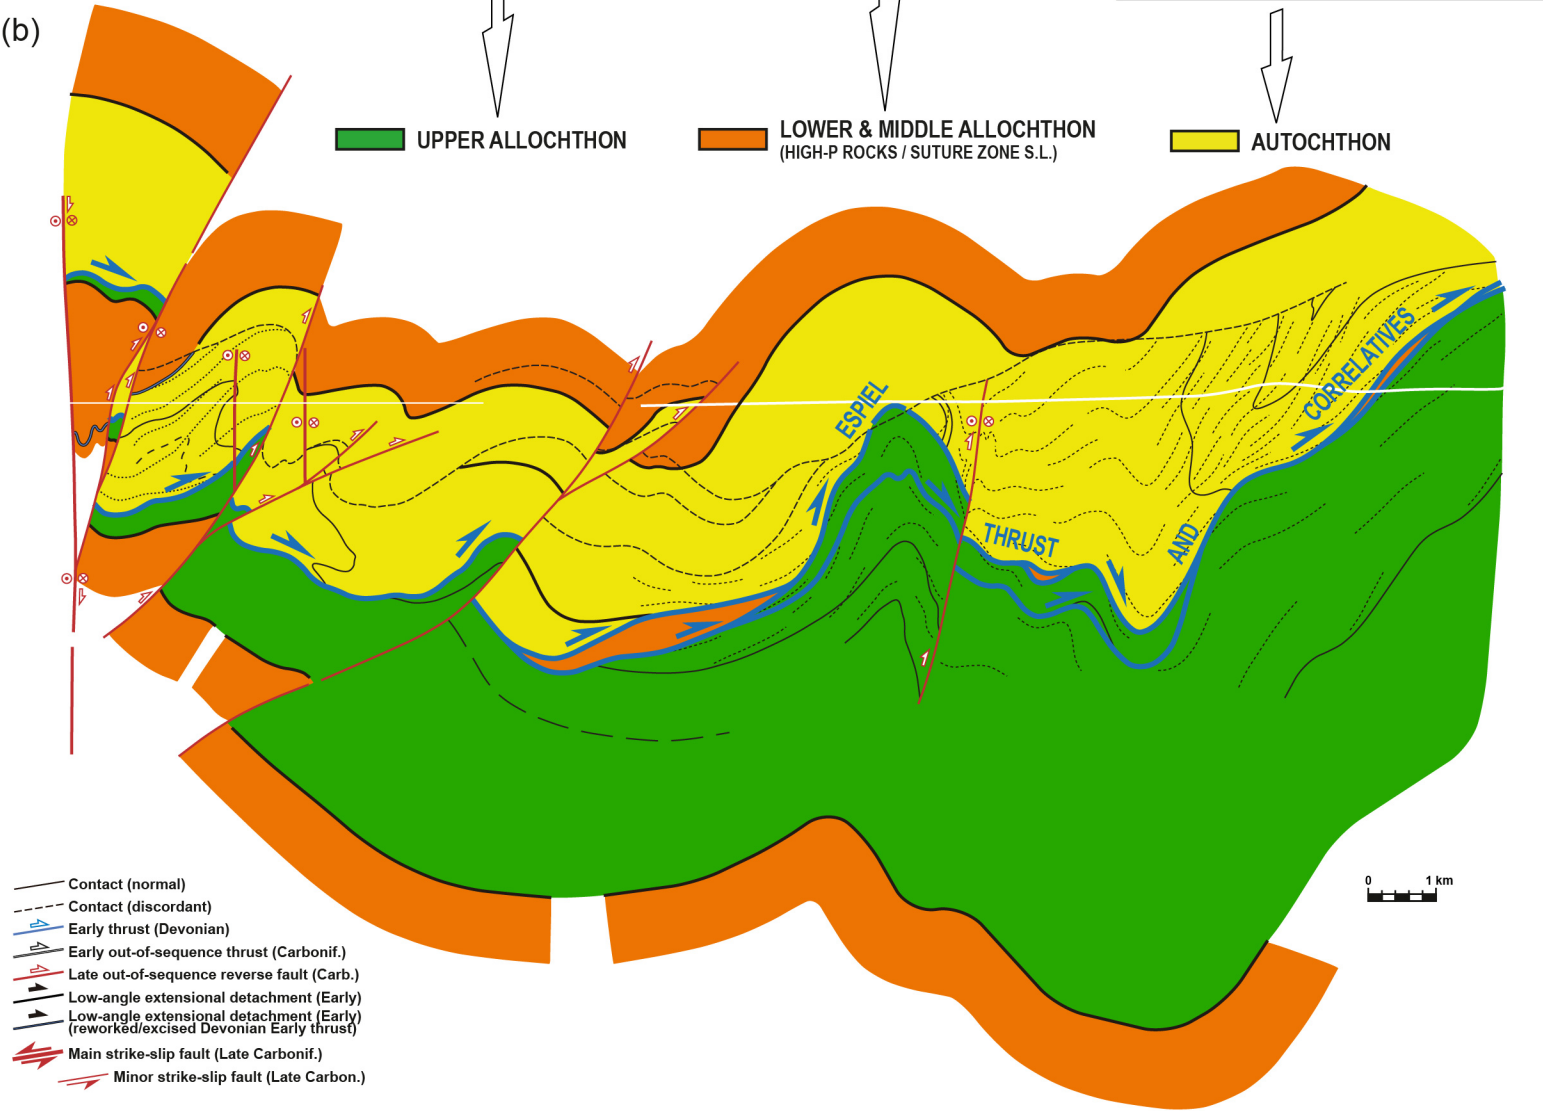 (b)
UPPER ALLOCHTHON
LOWER & MIDDLE ALLOCHTHON
(HIGH-P ROCKS / SUTURE ZONE S.L.)
AUTOCHTHON
ESPIEL
THRUST
AND
CORRELATIVES
0 1 km
Contact (normal)
Contact (discordant)
Early thrust (Devonian)
Early out-of-sequence thrust (Carbonif.)
Late out-of-sequence reverse fault (Carb.)
Low-angle extensional detachment (Early)
Low-angle extensional detachment (Early)
(reworked/excised Devonian Early thrust)
Main strike-slip fault (Late Carbonif.)
Minor strike-slip fault (Late Carbon.)